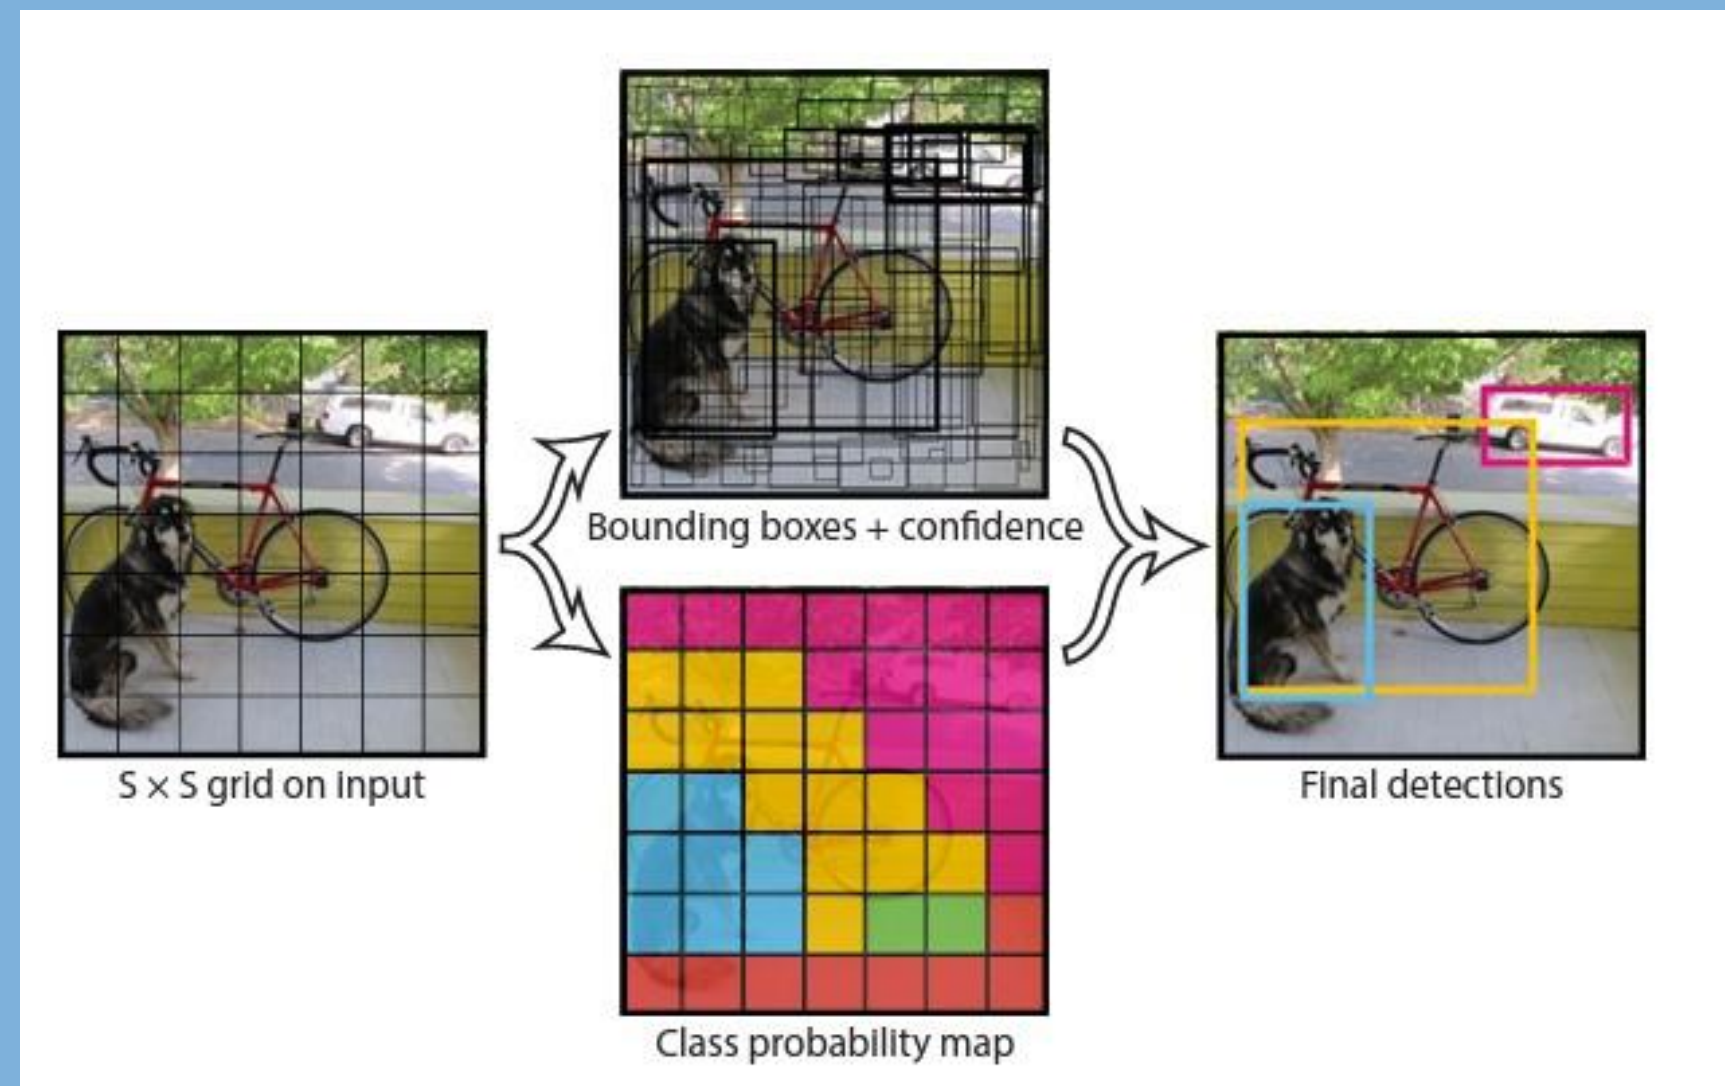 Bounding boxes + confidence
S × S grid on input
Final detections
Class probability map